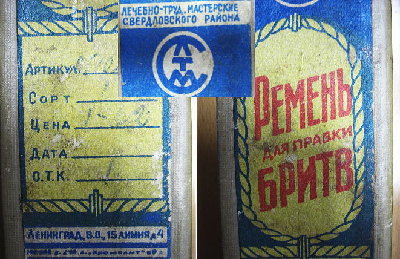 ЛЕЧЕБНО-ТРУД. МАСТЕРСКИЕ
СВЕРДЛОВСКОГО РАЙОНА
АРТИКУЛ
СОРТ
ЦЕНА
ДАТА
О.Т.К.
ЛЕНИНГРАД, В.О., 15 ЛИНИЯ, Д.4
РЕМЕНЬ
ДЛЯ ПРАВКИ
БРИТВ